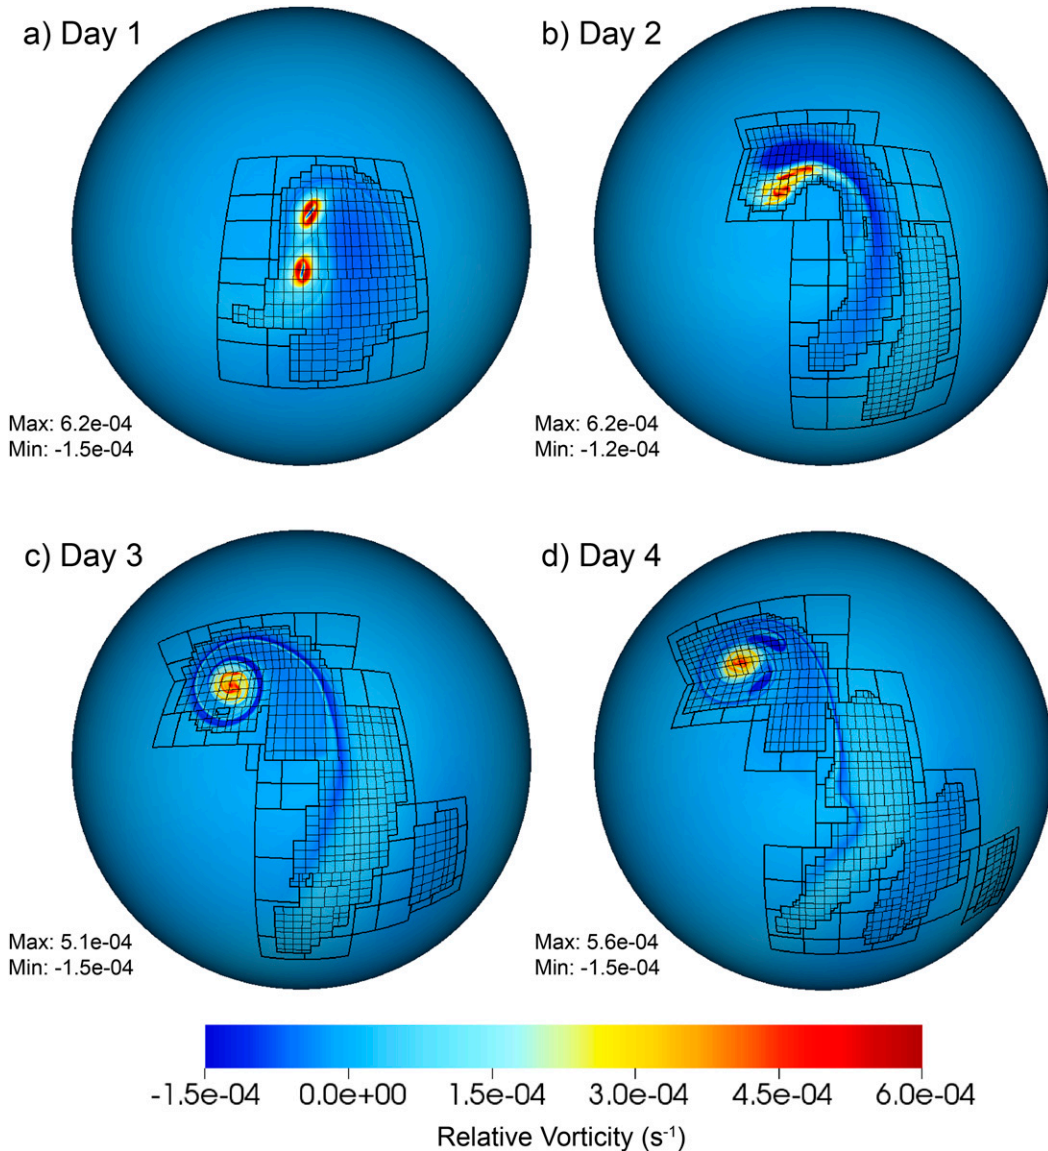 a) Day 1
b) Day 2
Max: 6.2e-04
Min: -1.5e-04
Max: 6.2e-04
Min: -1.2e-04
c) Day 3
d) Day 4
Max: 5.1e-04
Min: -1.5e-04
Max: 5.6e-04
Min: -1.5e-04
-1.5e-04 0.0e+00 1.5e-04 3.0e-04 4.5e-04 6.0e-04
Relative Vorticity (s⁻¹)